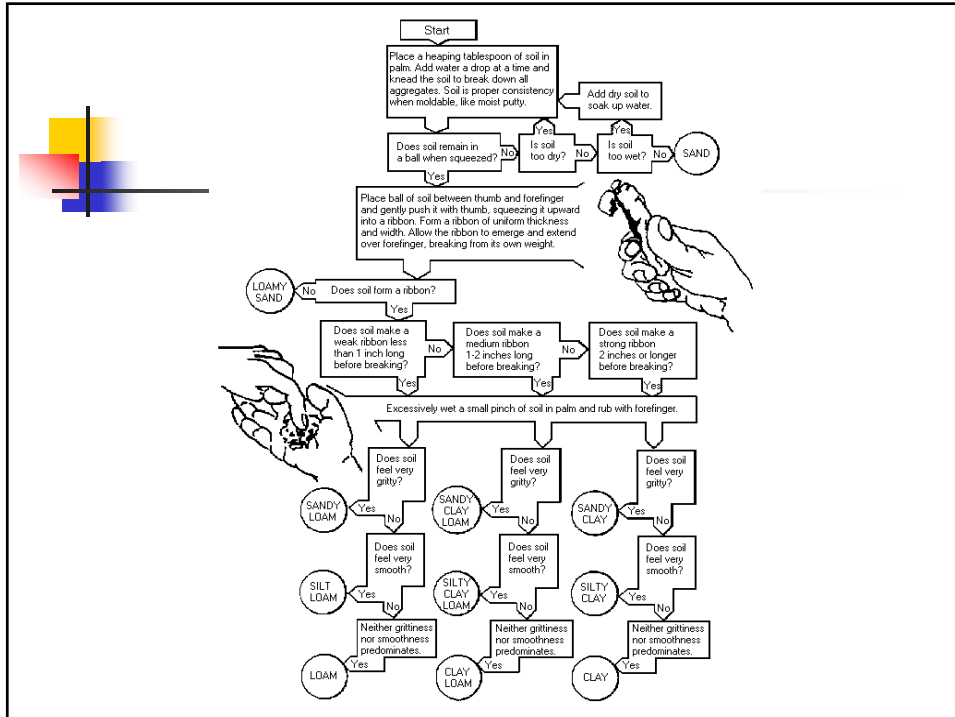 Start
Place a heaping tablespoon of soil in
palm. Add water a drop at a time and
knead the soil to break down all
aggregates. Soil is proper consistency
when moldable, like moist putty.
Add dry soil to
soak up water.
Yes
Yes
Does soil remain in
a ball when squeezed?
No
Is soil
too dry?
No
Is soil
too wet?
No
SAND
Yes
Place ball of soil between thumb and forefinger
and gently push it with thumb, squeezing it upward
into a ribbon. Form a ribbon of uniform thickness
and width. Allow the ribbon to emerge and extend
over forefinger, breaking from its own weight.
LOAMY
SAND
No
Does soil form a ribbon?
Yes
Does soil make a
weak ribbon less
than 1 inch long
before breaking?
No
Does soil make a
medium ribbon
1-2 inches long
before breaking?
No
Does soil make a
strong ribbon
2 inches or longer
before breaking?
Yes
Yes
Yes
Excessively wet a small pinch of soil in palm and rub with forefinger.
Does soil
feel very
gritty?
Does soil
feel very
gritty?
Does soil
feel very
gritty?
SANDY
LOAM
Yes
No
SANDY
CLAY
LOAM
Yes
No
SANDY
CLAY
Yes
No
Does soil
feel very
smooth?
Does soil
feel very
smooth?
Does soil
feel very
smooth?
SILT
LOAM
Yes
No
SILTY
CLAY
LOAM
Yes
No
SILTY
CLAY
Yes
No
Neither grittiness
nor smoothness
predominates.
Neither grittiness
nor smoothness
predominates.
Neither grittiness
nor smoothness
predominates.
LOAM
Yes
CLAY
LOAM
Yes
CLAY
Yes